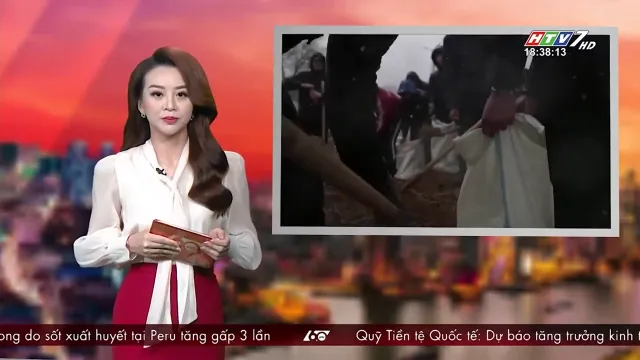 HTV7 HD
18:38:13
ong do sốt xuất huyết tại Peru tăng gấp 3 lần 60 Quỹ Tiền tệ Quốc tế: Dự báo tăng trưởng kinh t